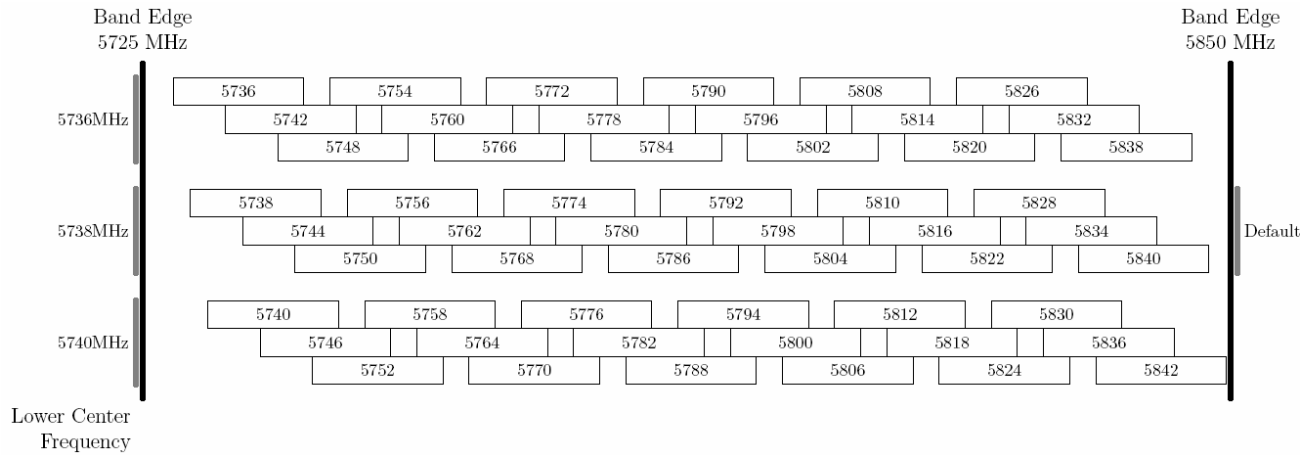 Band Edge
5725 MHz
Band Edge
5850 MHz
5736 5754 5772 5790 5808 5826
5736MHz 5742 5760 5778 5796 5814 5832
5748 5766 5784 5802 5820 5838
5738 5756 5774 5792 5810 5828
5738MHz 5744 5762 5780 5798 5816 5834 Default
5750 5768 5786 5804 5822 5840
5740 5758 5776 5794 5812 5830
5740MHz 5746 5764 5782 5800 5818 5836
5752 5770 5788 5806 5824 5842
Lower Center
Frequency